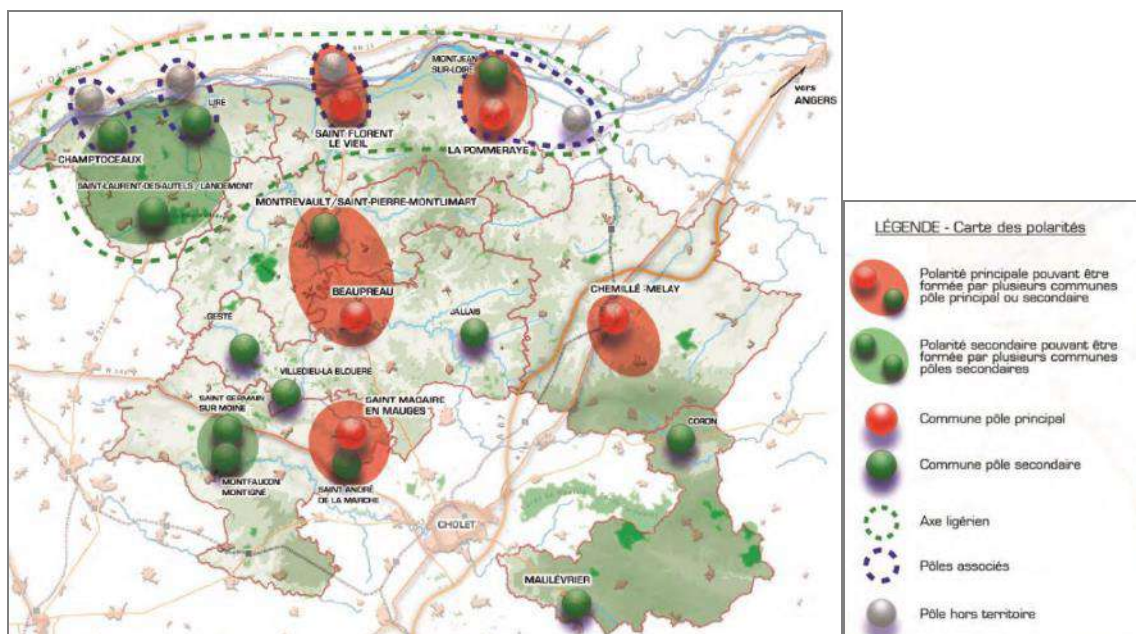 MONTJEAN
SUR-LOIRE
vers
ANGERS
LIRE
SAINT FLORENT
LE VIEIL
LA POMMERAYE
CHAMPTOCEAUX
SAINT-LAURENT-DES-AUTELS / LANDEMONT
MONTREVAULT/SAINT-PIERRE-MONTLIMART
BEAUPREAU
CHEMILLÉ -MELAY
GESTÉ
JALLAIS
VILLEDIEU-LA BLOUERE
SAINT GERMAIN
SUR MOINE
SAINT MACAIRE
EN MAUGES
CORON
MONTFAUCON
MONTIGNÉ
SAINT ANDRÉ
DE LA MARCHE
CHOLET
MAULÉVRIER
LÉGENDE - Carte des polarités
Polarité principale pouvant être
formée par plusieurs communes
pôle principal ou secondaire
Polarité secondaire pouvant être
formée par plusieurs communes
pôles secondaires
Commune pôle principal
Commune pôle secondaire
Axe ligérien
Pôles associés
Pôle hors territoire